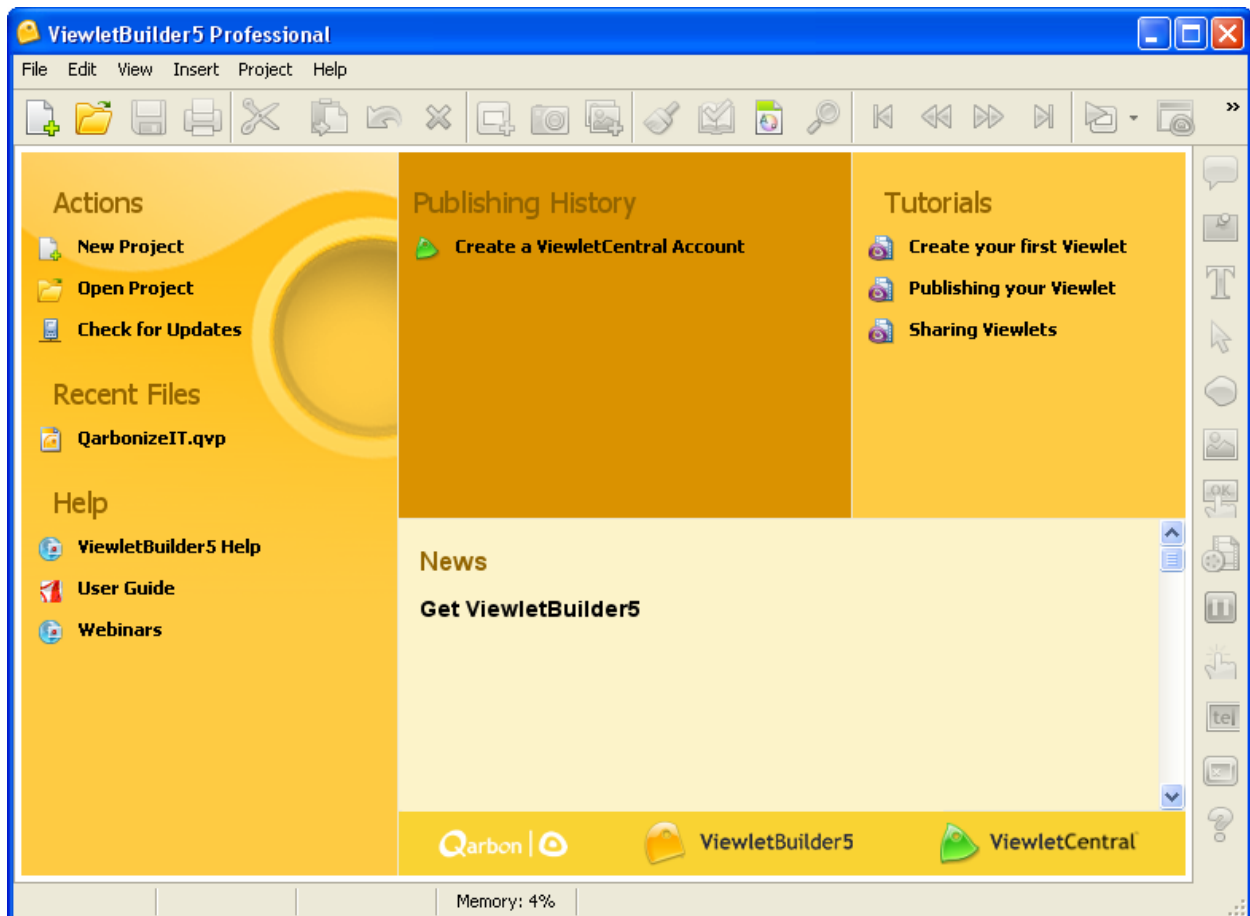 ViewletBuilder5 Professional
File Edit View Insert Project Help
Actions
New Project
Open Project
Check for Updates
Recent Files
QarbonizeIT.qvp
Help
ViewletBuilder5 Help
User Guide
Webinars
Publishing History
Create a ViewletCentral Account
Tutorials
Create your first Viewlet
Publishing your Viewlet
Sharing Viewlets
T
OK
te
News
Get ViewletBuilder5
Qarbon
ViewletBuilder5
ViewletCentral
Memory: 4%